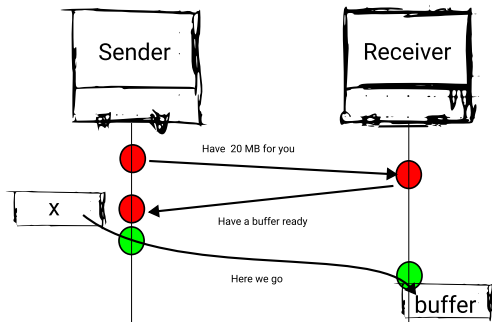 Sender
Receiver
Have 20 MB for you
x
Have a buffer ready
Here we go
buffer